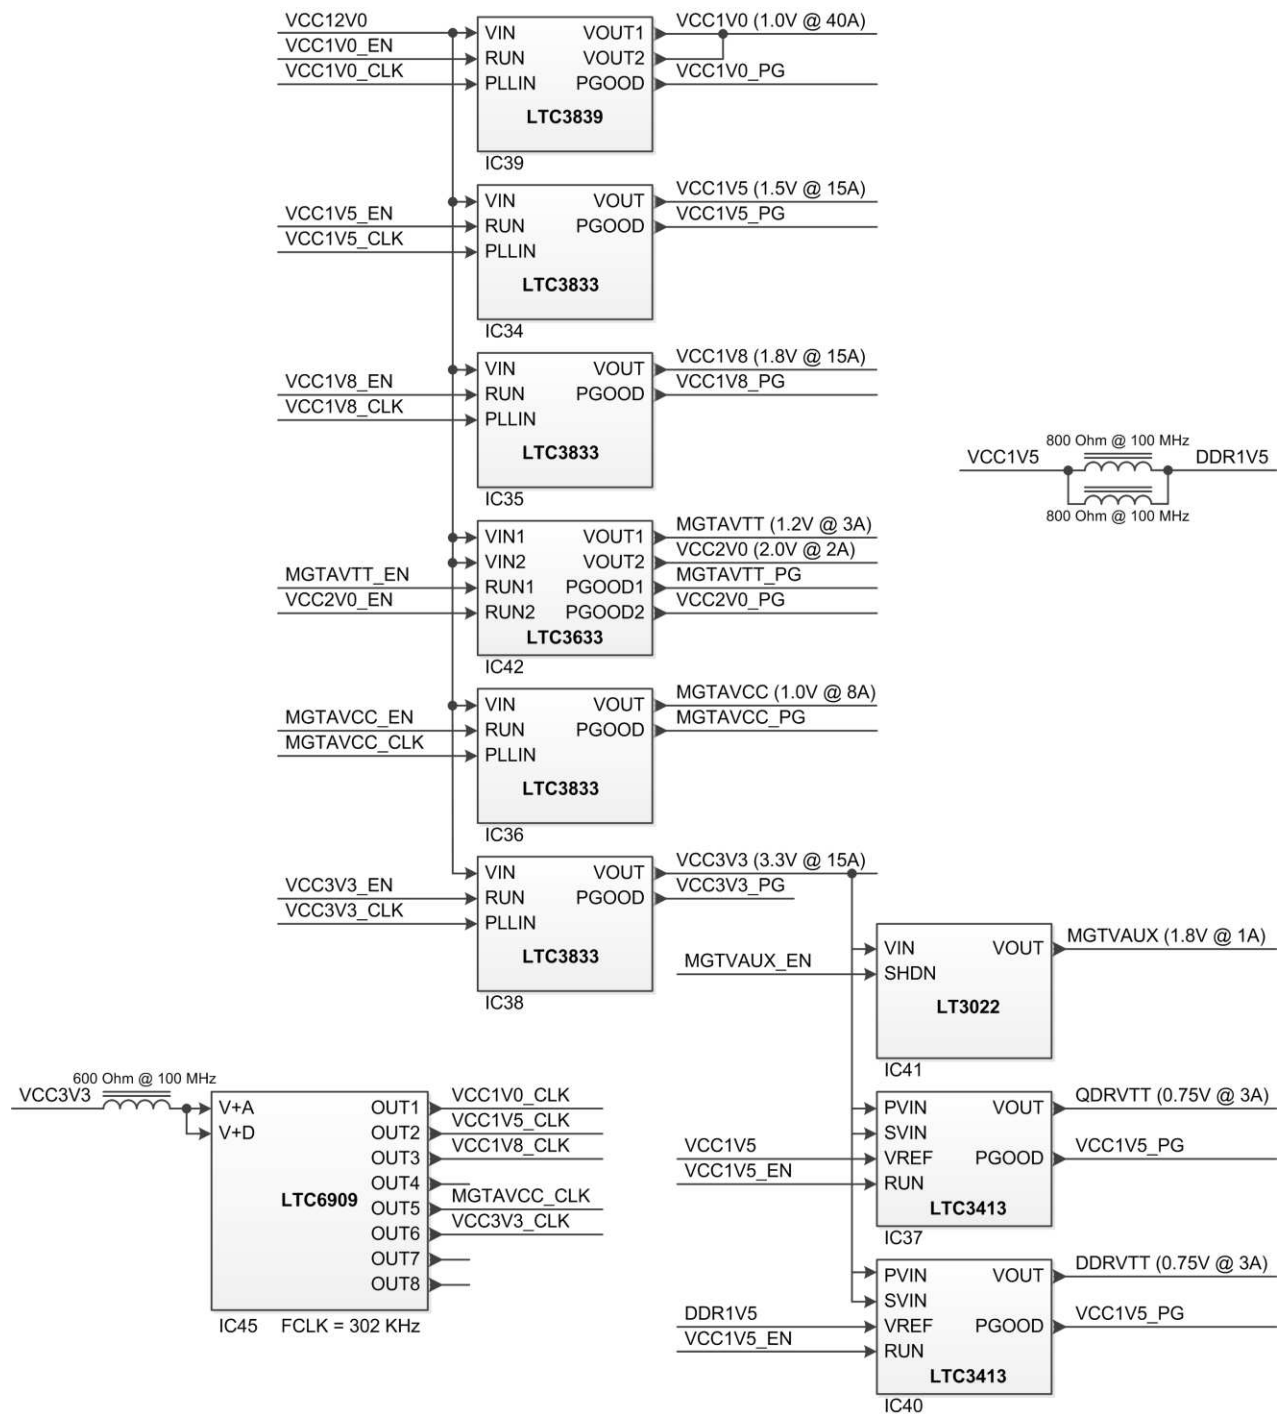 VCC12V0
VCC1V0_EN
VCC1V0_CLK
VIN VOUT1
RUN VOUT2
PLLIN PGOOD
LTC3839
IC39
VCC1V0 (1.0V @ 40A)
VCC1V0_PG
VCC1V5_EN
VCC1V5_CLK
VIN VOUT
RUN PGOOD
PLLIN
LTC3833
IC34
VCC1V5 (1.5V @ 15A)
VCC1V5_PG
VCC1V8_EN
VCC1V8_CLK
VIN VOUT
RUN PGOOD
PLLIN
LTC3833
IC35
VCC1V8 (1.8V @ 15A)
VCC1V8_PG
800 Ohm @ 100 MHz
VCC1V5 DDR1V5
800 Ohm @ 100 MHz
MGTAVTT_EN
VCC2V0_EN
VIN1 VOUT1
VIN2 VOUT2
RUN1 PGOOD1
RUN2 PGOOD2
LTC3633
IC42
MGTAVTT (1.2V @ 3A)
VCC2V0 (2.0V @ 2A)
MGTAVTT_PG
VCC2V0_PG
MGTAVCC_EN
MGTAVCC_CLK
VIN VOUT
RUN PGOOD
PLLIN
LTC3833
IC36
MGTAVCC (1.0V @ 8A)
MGTAVCC_PG
VCC3V3_EN
VCC3V3_CLK
VIN VOUT
RUN PGOOD
PLLIN
LTC3833
IC38
VCC3V3 (3.3V @ 15A)
VCC3V3_PG
MGTVAUX_EN
VIN VOUT
SHDN
LT3022
IC41
MGTVAUX (1.8V @ 1A)
600 Ohm @ 100 MHz
VCC3V3
V+A OUT1
V+D OUT2
OUT3
OUT4
LTC6909
OUT5
OUT6
OUT7
OUT8
IC45 FCLK = 302 KHz
VCC1V0_CLK
VCC1V5_CLK
VCC1V8_CLK
MGTAVCC_CLK
VCC3V3_CLK
VCC1V5
VCC1V5_EN
PVIN VOUT
SVIN
VREF PGOOD
RUN
LTC3413
IC37
QDRVTT (0.75V @ 3A)
VCC1V5_PG
DDR1V5
VCC1V5_EN
PVIN VOUT
SVIN
VREF PGOOD
RUN
LTC3413
IC40
DDRVTT (0.75V @ 3A)
VCC1V5_PG